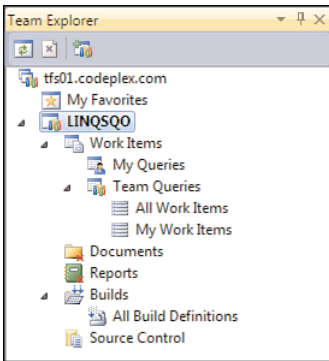 Team Explorer
tfs01.codeplex.com
My Favorites
LINQSQO
Work Items
My Queries
Team Queries
All Work Items
My Work Items
Documents
Reports
Builds
All Build Definitions
Source Control